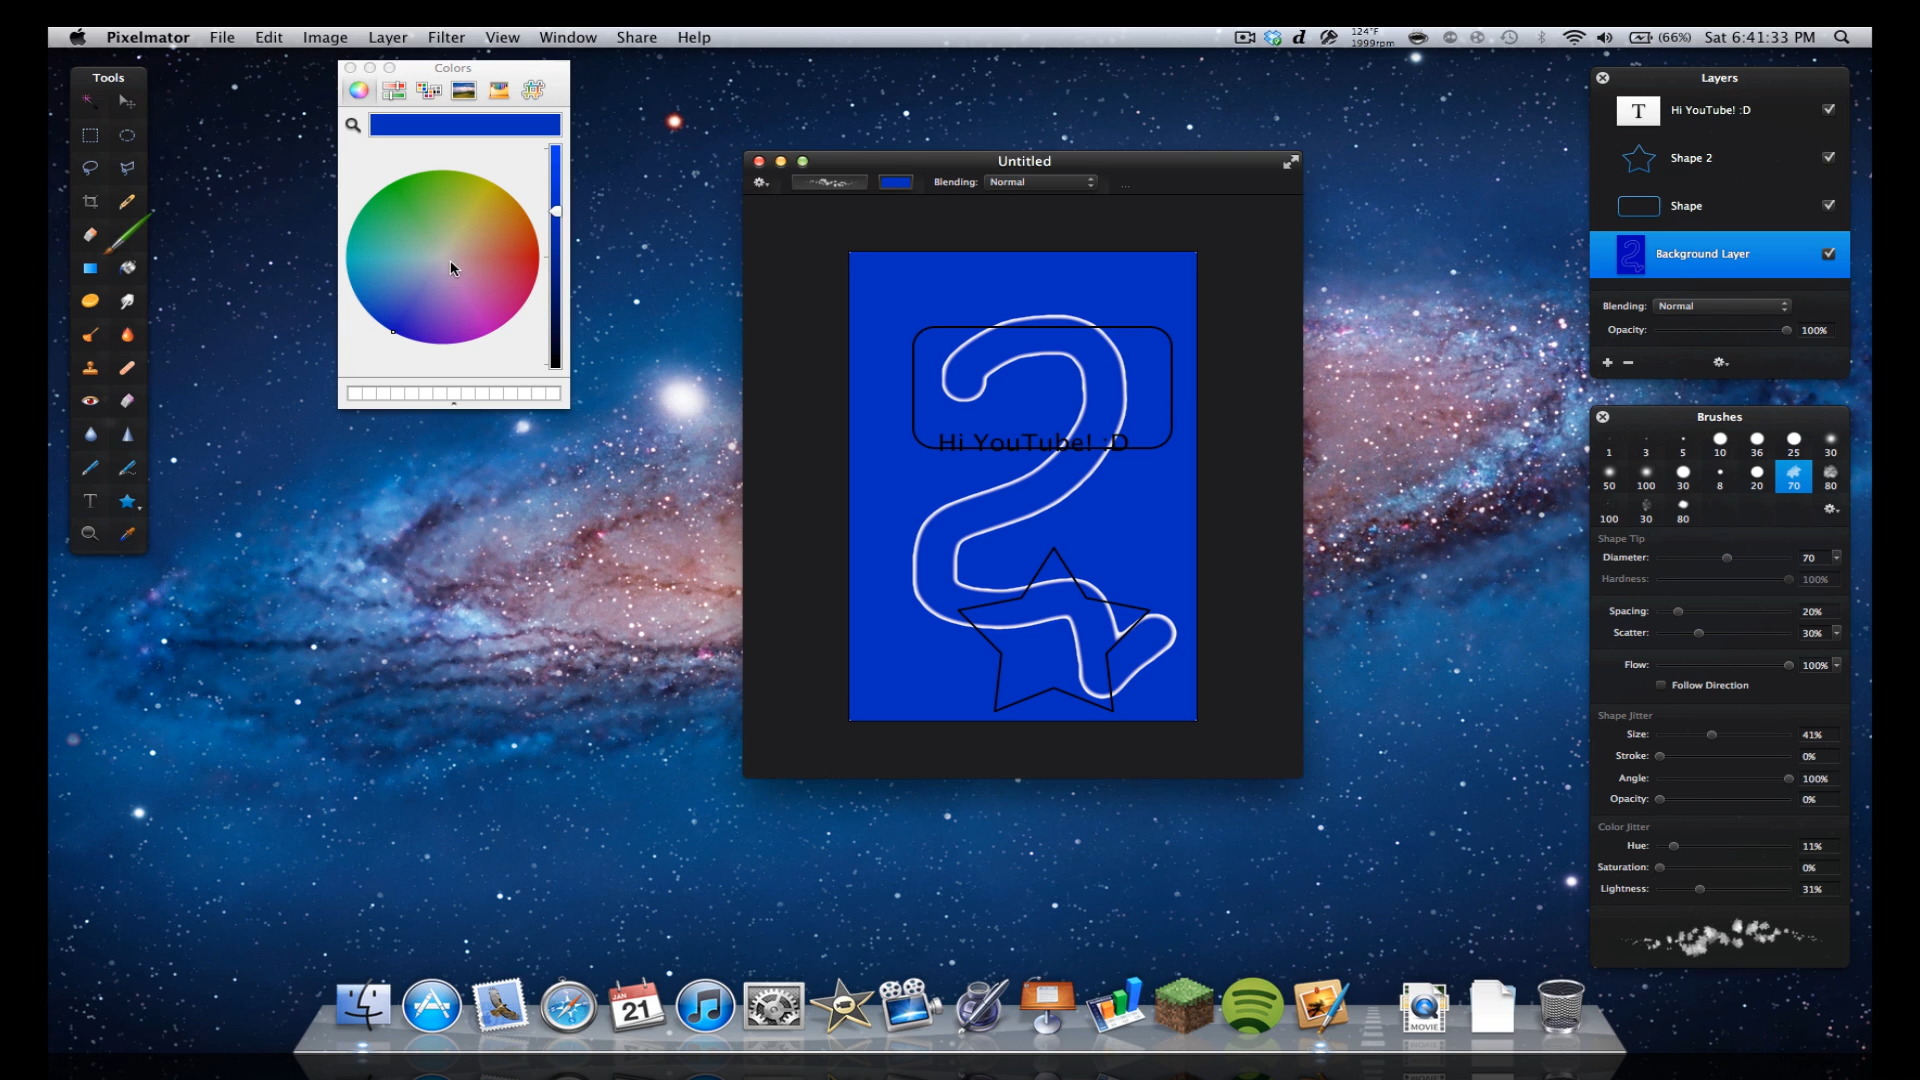 Pixelmator File Edit Image Layer Filter View Window Share Help
124°F
1999rpm
(66%) Sat 6:41:33 PM
Tools
T
Colors
Untitled
Blending: Normal
...
Hi YouTube! :D
Layers
T Hi YouTube! :D
Shape 2
Shape
Background Layer
Blending: Normal
Opacity: 100%
Brushes
1 3 5 10 36 25 30
50 100 30 8 20 70 80
100 30 80
Shape Tip
Diameter: 70
Hardness: 100%
Spacing: 20%
Scatter: 30%
Flow: 100%
Follow Direction
Shape Jitter
Size: 41%
Stroke: 0%
Angle: 100%
Opacity: 0%
Color Jitter
Hue: 11%
Saturation: 0%
Lightness: 31%
JAN
21
MOVIE